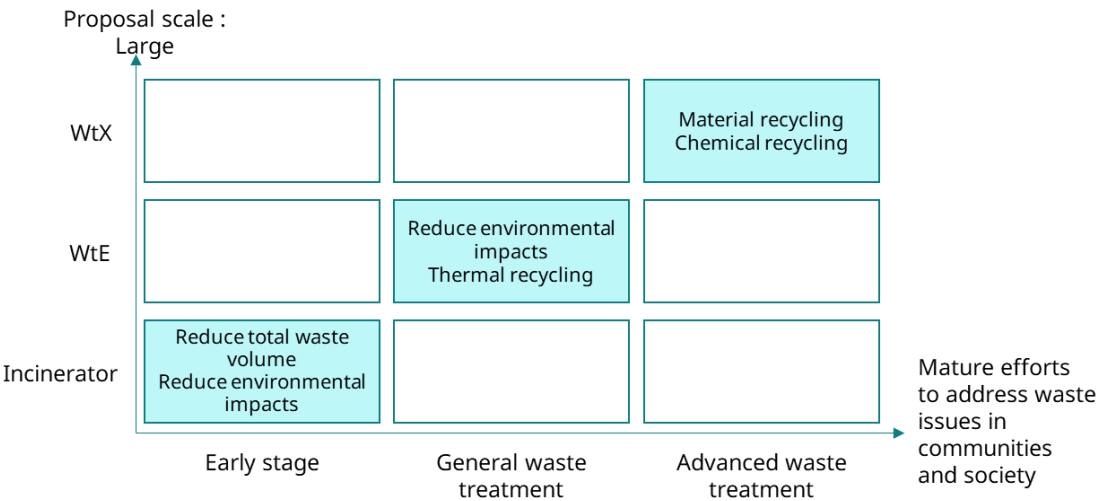 Proposal scale :
Large
WtX
Material recycling
Chemical recycling
WtE
Reduce environmental
impacts
Thermal recycling
Incinerator
Reduce total waste
volume
Reduce environmental
impacts
Mature efforts
to address waste
issues in
communities
and society
Early stage
General waste
treatment
Advanced waste
treatment